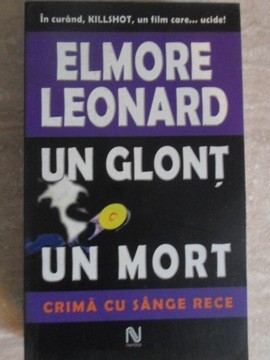 În curând, KILLSHOT, un film care... ucide!
ELMORE
LEONARD
UN GLONȚ
UN MORT
CRIMĂ CU SÂNGE RECE
N